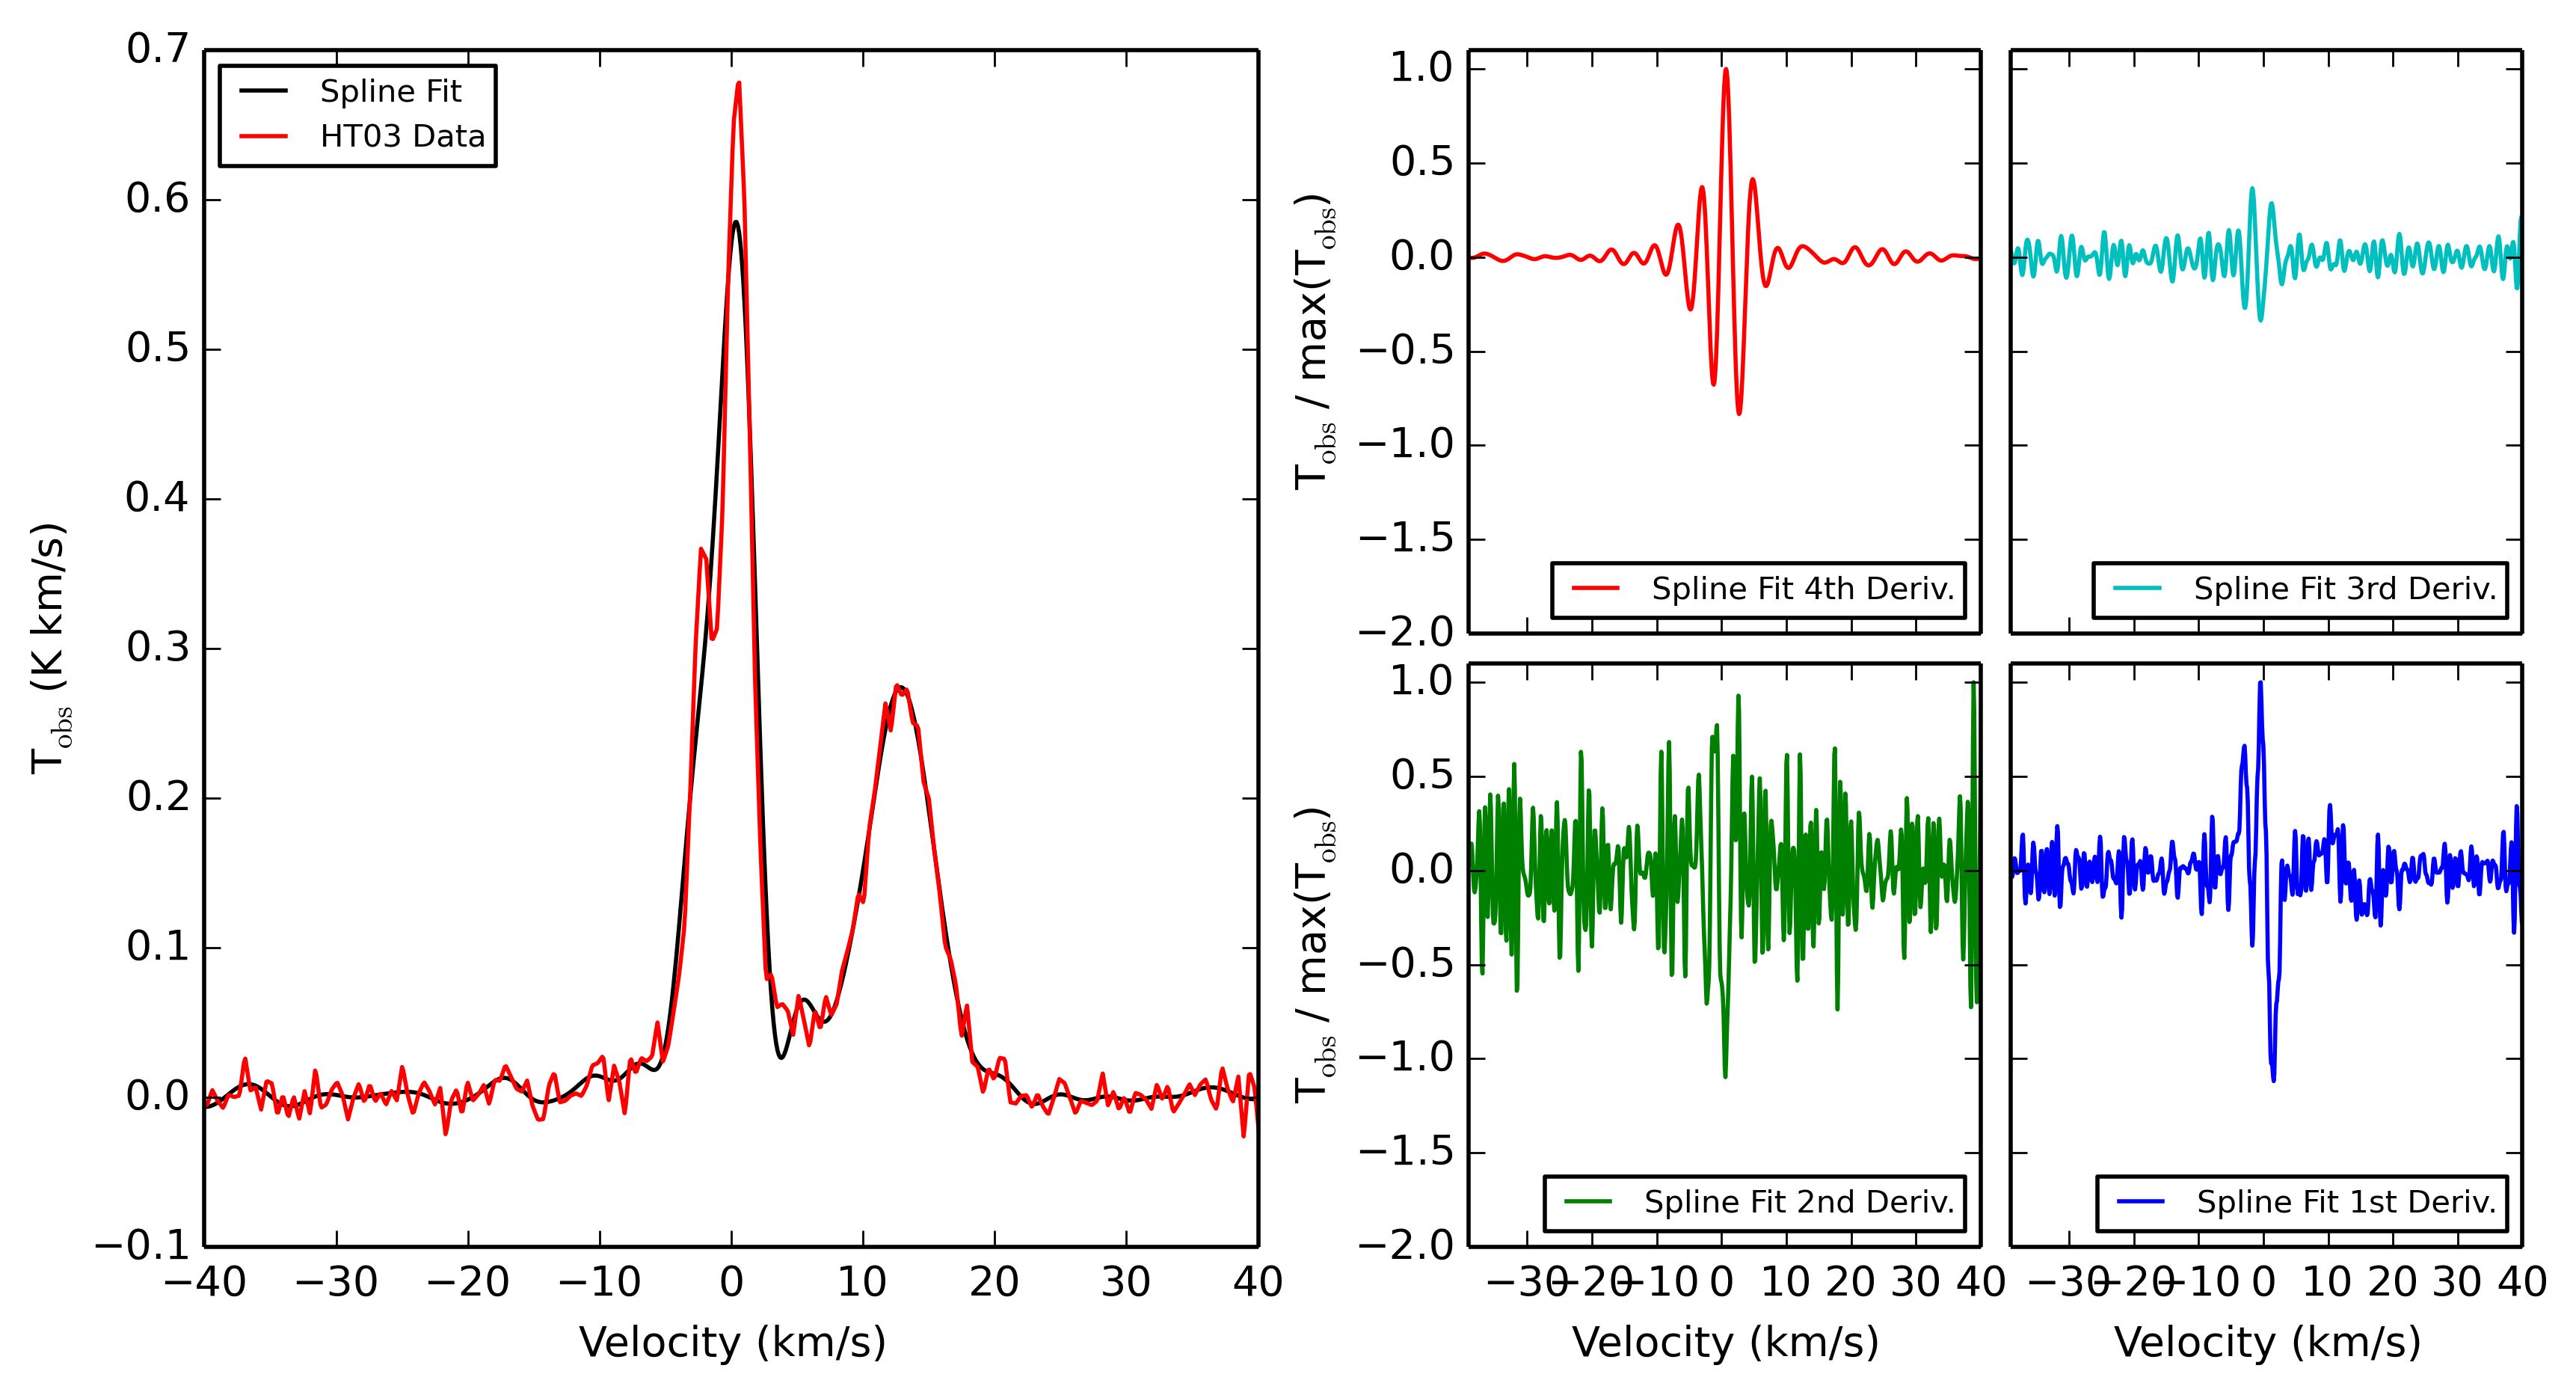 Spline Fit
HT03 Data
0.7
0.6
0.5
0.4
0.3
0.2
0.1
0.0
−0.1
T_obs (K km/s)
−40 −30 −20 −10 0 10 20 30 40
Velocity (km/s)
1.0
0.5
0.0
−0.5
−1.0
−1.5
−2.0
T_obs / max(T_obs)
Spline Fit 4th Deriv.
Spline Fit 3rd Deriv.
1.0
0.5
0.0
−0.5
−1.0
−1.5
−2.0
T_obs / max(T_obs)
Spline Fit 2nd Deriv.
Spline Fit 1st Deriv.
−30 −20 −10 0 10 20 30 40
Velocity (km/s)
−30 −20 −10 0 10 20 30 40
Velocity (km/s)